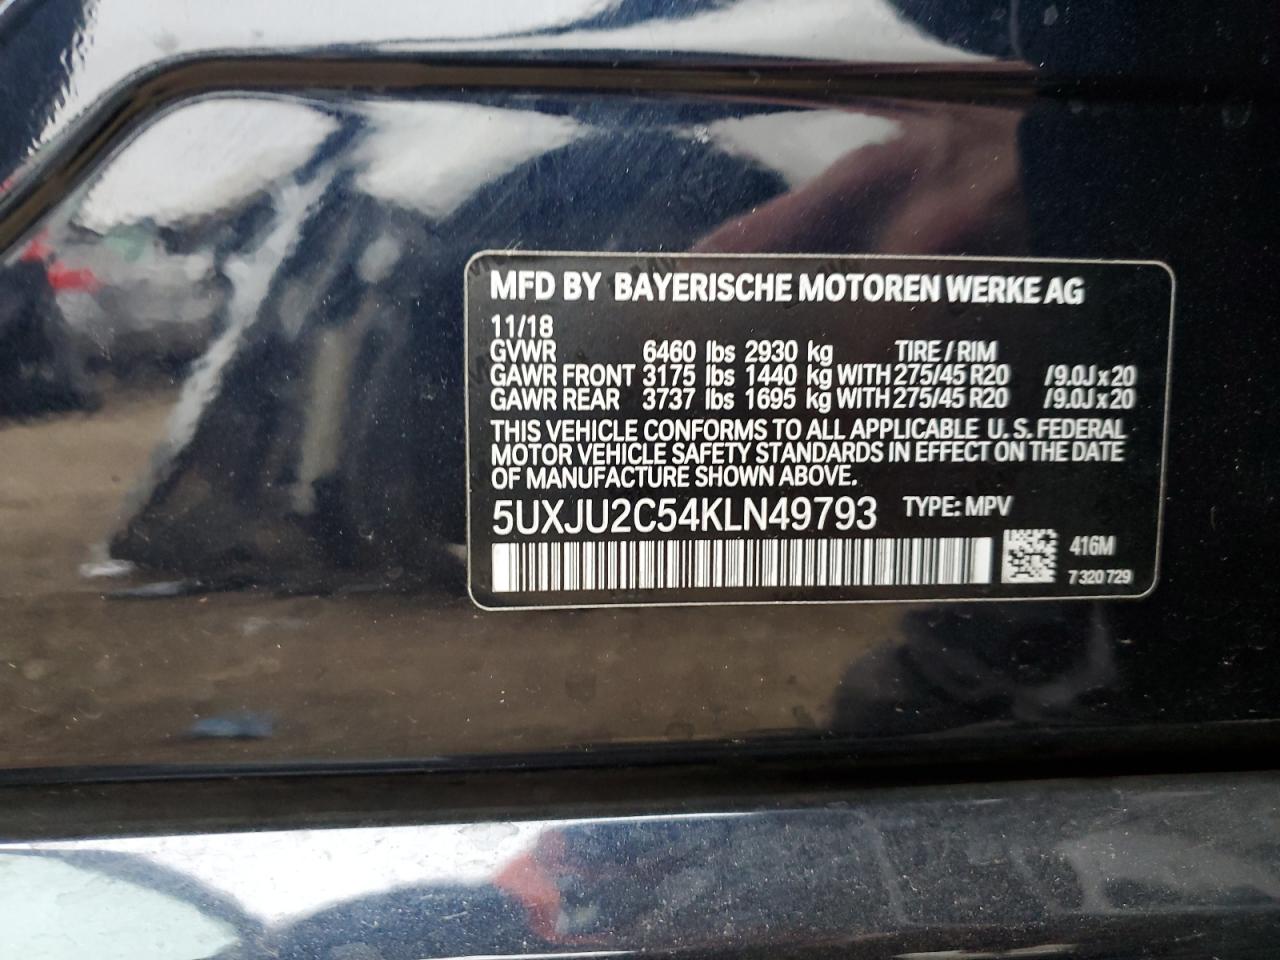 MFD BY BAYERISCHE MOTOREN WERKE AG
11/18
GVWR 6460 lbs 2930 kg TIRE / RIM
GAWR FRONT 3175 lbs 1440 kg WITH 275/45 R20 /9.0J x 20
GAWR REAR 3737 lbs 1695 kg WITH 275/45 R20 /9.0J x 20
THIS VEHICLE CONFORMS TO ALL APPLICABLE U.S. FEDERAL
MOTOR VEHICLE SAFETY STANDARDS IN EFFECT ON THE DATE
OF MANUFACTURE SHOWN ABOVE.
5UXJU2C54KLN49793 TYPE: MPV
416M
7 320 729